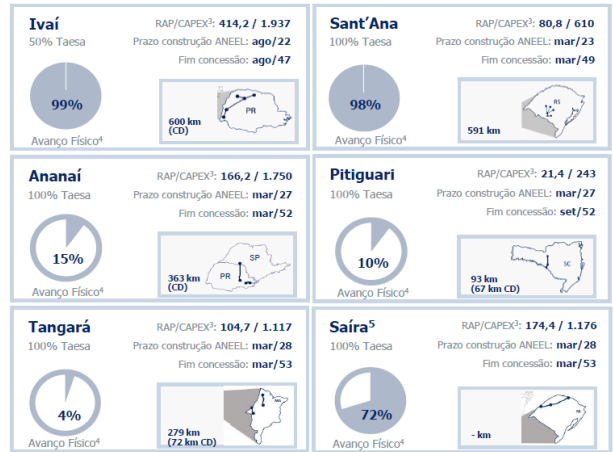 Ivaí
50% Taesa
RAP/CAPEX³: 414,2 / 1.937
Prazo construção ANEEL: ago/22
Fim concessão: ago/47
99%
Avanço Físico⁴
PR
600 km
(CD)
Sant’Ana
100% Taesa
RAP/CAPEX³: 80,8 / 610
Prazo construção ANEEL: mar/23
Fim concessão: mar/49
98%
Avanço Físico⁴
RS
591 km
Ananaí
100% Taesa
RAP/CAPEX³: 166,2 / 1.750
Prazo construção ANEEL: mar/27
Fim concessão: mar/52
15%
Avanço Físico⁴
SP
PR
363 km
(CD)
Pitiguari
100% Taesa
RAP/CAPEX³: 21,4 / 243
Prazo construção ANEEL: mar/27
Fim concessão: set/52
10%
Avanço Físico⁴
SC
93 km
(67 km CD)
Tangará
100% Taesa
RAP/CAPEX³: 104,7 / 1.117
Prazo construção ANEEL: mar/28
Fim concessão: mar/53
4%
Avanço Físico⁴
MA
279 km
(72 km CD)
Saíra⁵
100% Taesa
RAP/CAPEX³: 174,4 / 1.176
Prazo construção ANEEL: mar/28
Fim concessão: mar/53
72%
Avanço Físico⁴
- km